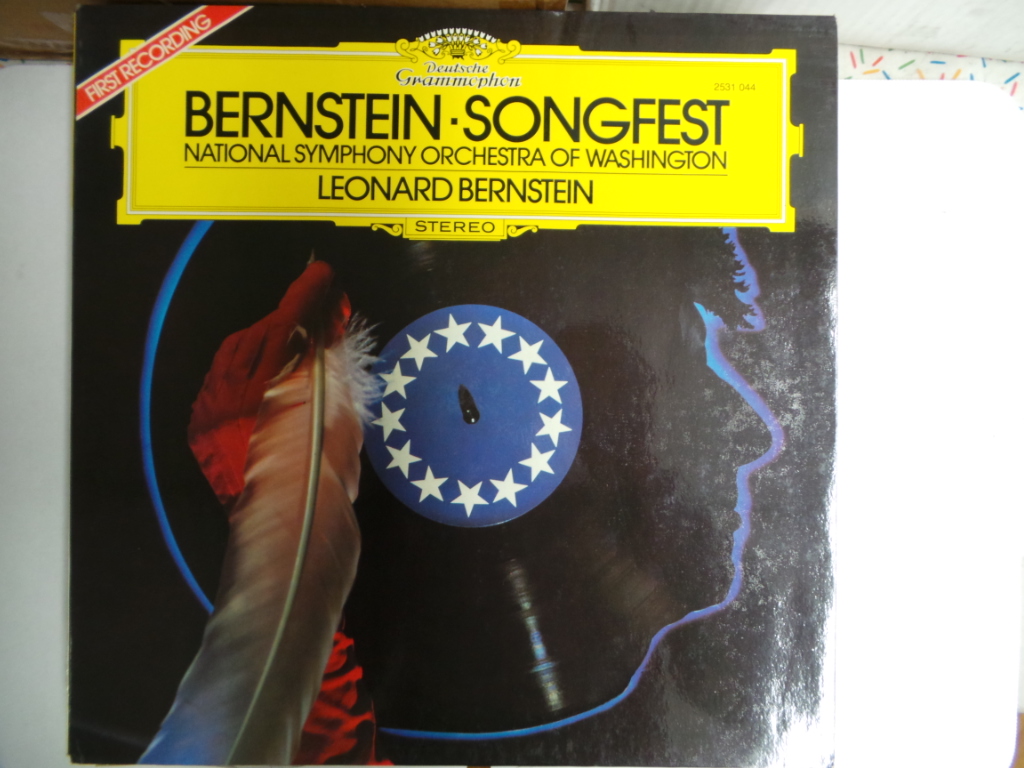 FIRST RECORDING
Deutsche
Grammophon
2531 044
BERNSTEIN · SONGFEST
NATIONAL SYMPHONY ORCHESTRA OF WASHINGTON
LEONARD BERNSTEIN
STEREO